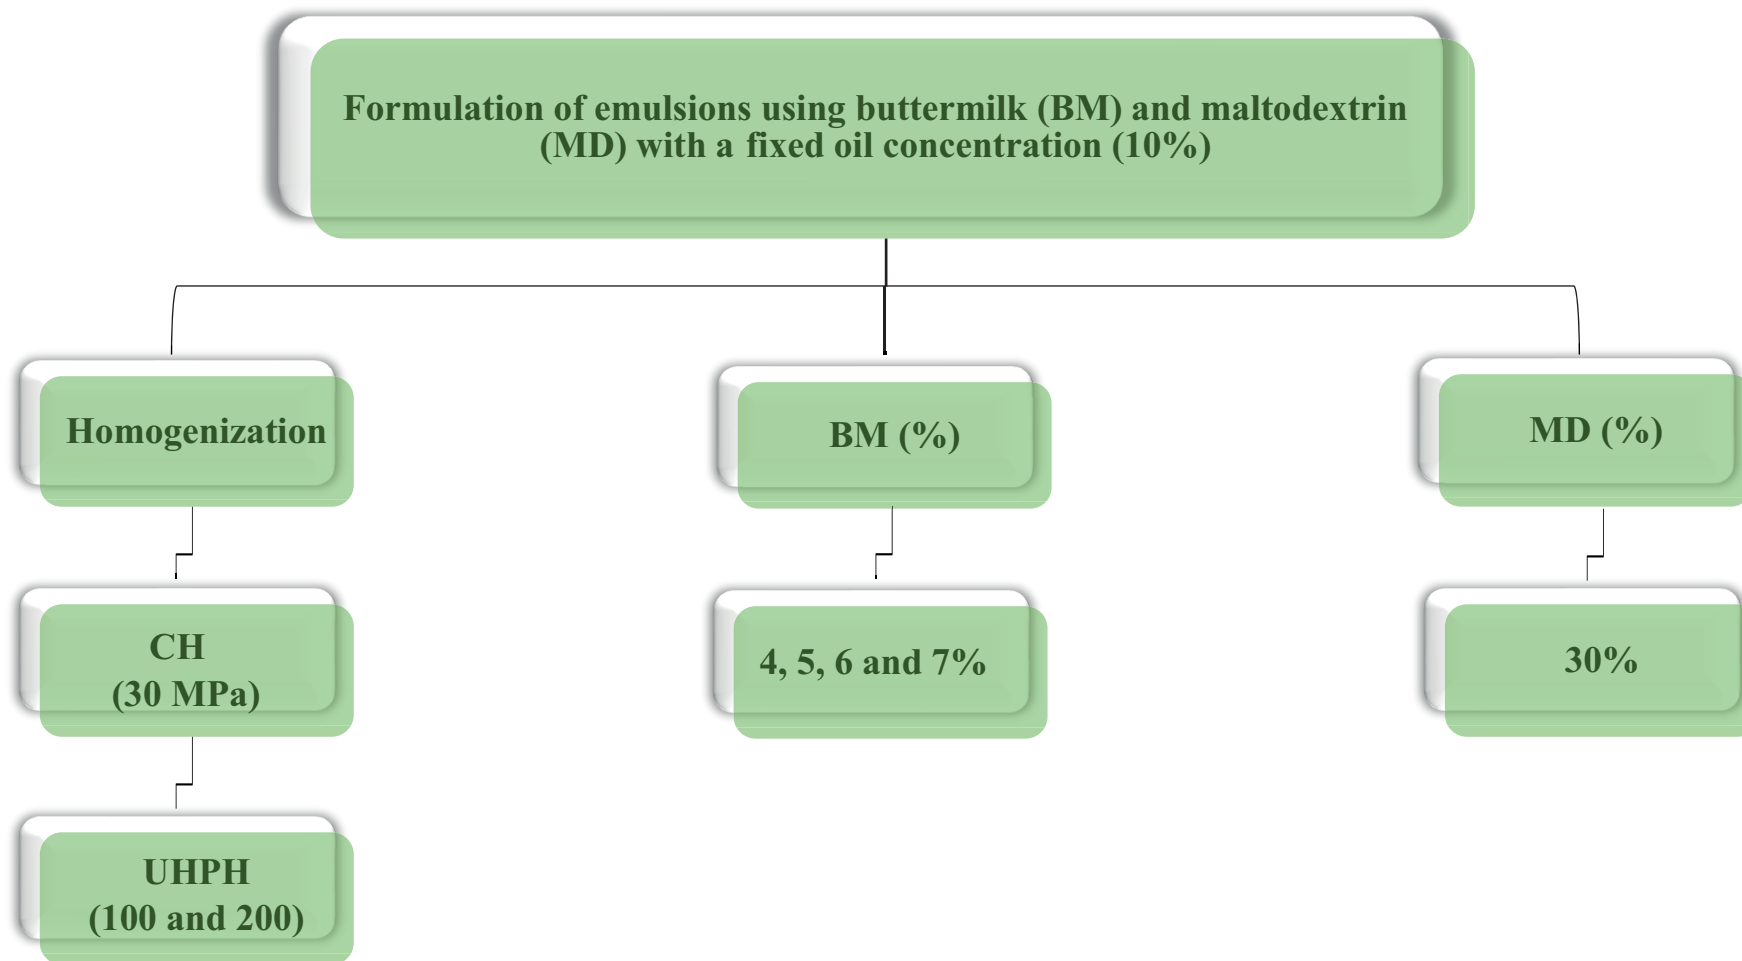 Formulation of emulsions using buttermilk (BM) and maltodextrin
(MD) with a fixed oil concentration (10%)
Homogenization
BM (%)
MD (%)
CH
(30 MPa)
4, 5, 6 and 7%
30%
UHPH
(100 and 200)